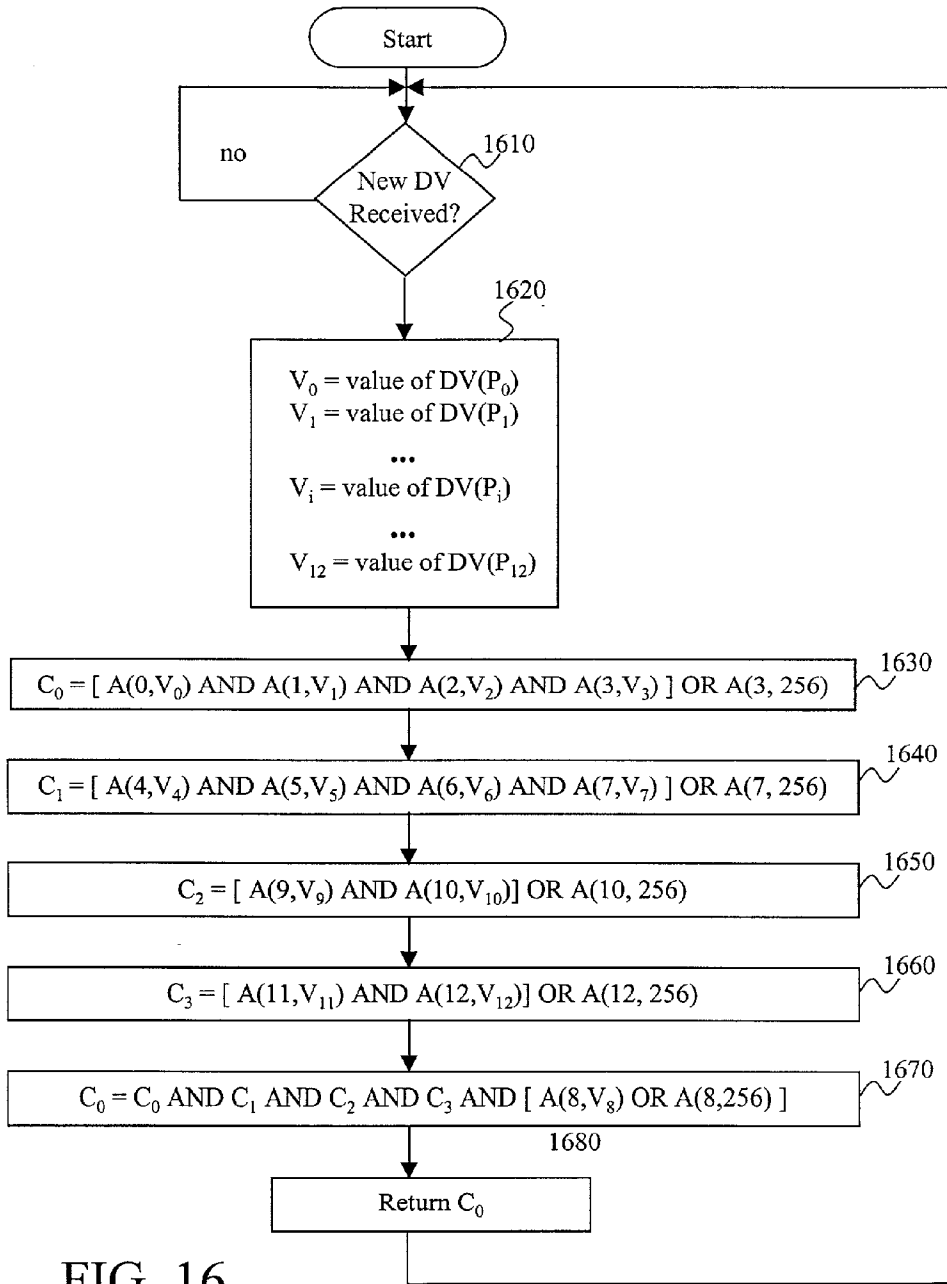 Start
no
1610
New DV
Received?
1620
V₀ = value of DV(P₀)
V₁ = value of DV(P₁)
...
Vᵢ = value of DV(Pᵢ)
...
V₁₂ = value of DV(P₁₂)
1630
C₀ = [ A(0,V₀) AND A(1,V₁) AND A(2,V₂) AND A(3,V₃) ] OR A(3, 256)
1640
C₁ = [ A(4,V₄) AND A(5,V₅) AND A(6,V₆) AND A(7,V₇) ] OR A(7, 256)
1650
C₂ = [ A(9,V₉) AND A(10,V₁₀)] OR A(10, 256)
1660
C₃ = [ A(11,V₁₁) AND A(12,V₁₂)] OR A(12, 256)
1670
C₀ = C₀ AND C₁ AND C₂ AND C₃ AND [ A(8,V₈) OR A(8,256) ]
1680
Return C₀
FIG. 16